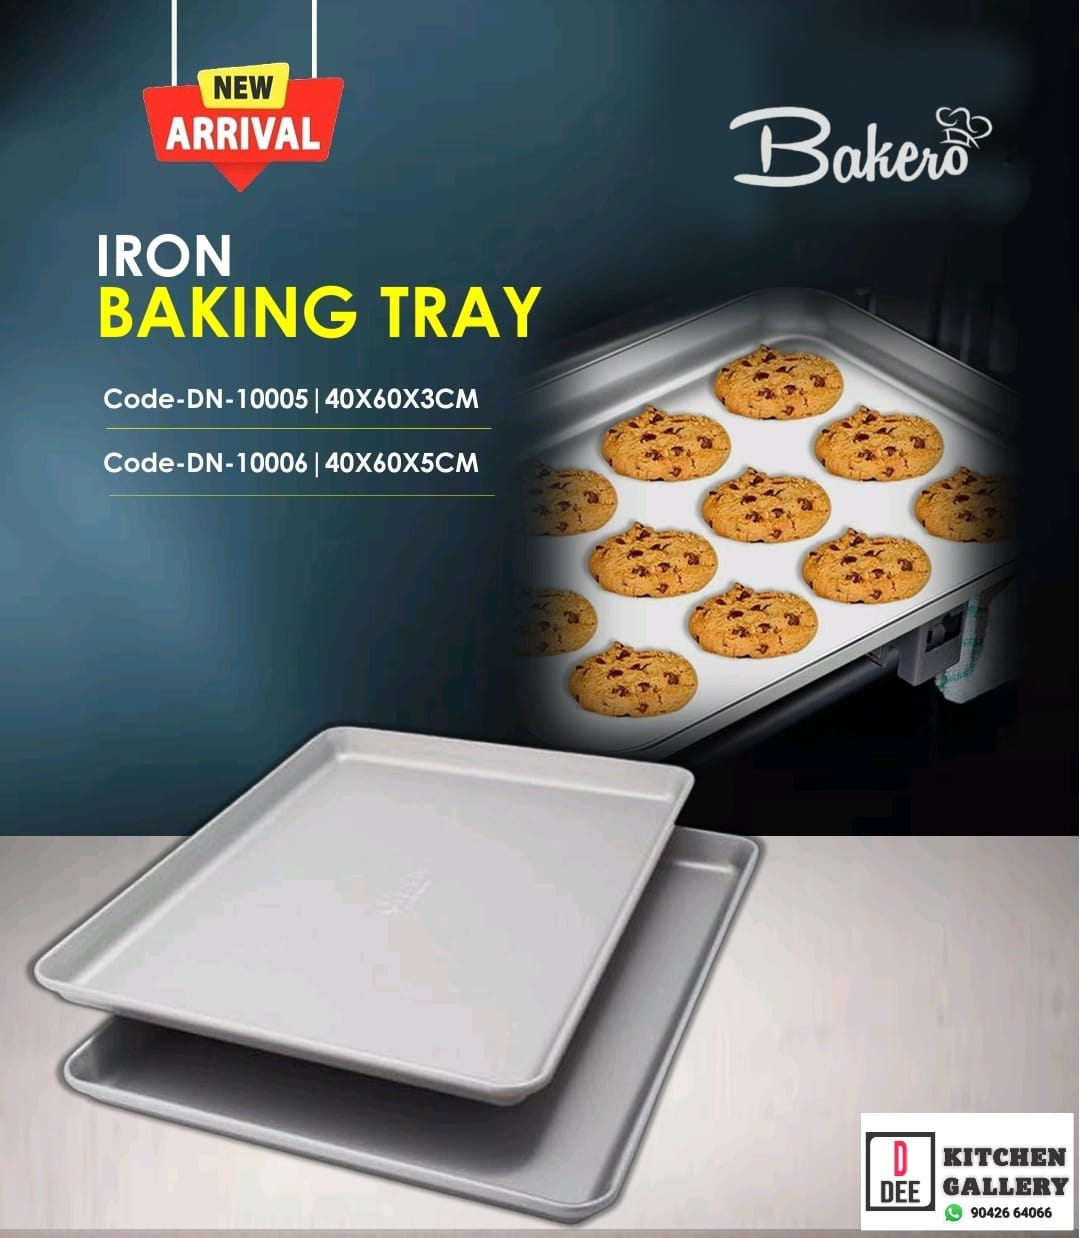 NEW
ARRIVAL
Bakero
IRON
BAKING TRAY
Code-DN-10005|40X60X3CM
Code-DN-10006|40X60X5CM
D
DEE
KITCHEN
GALLERY
90426 64066